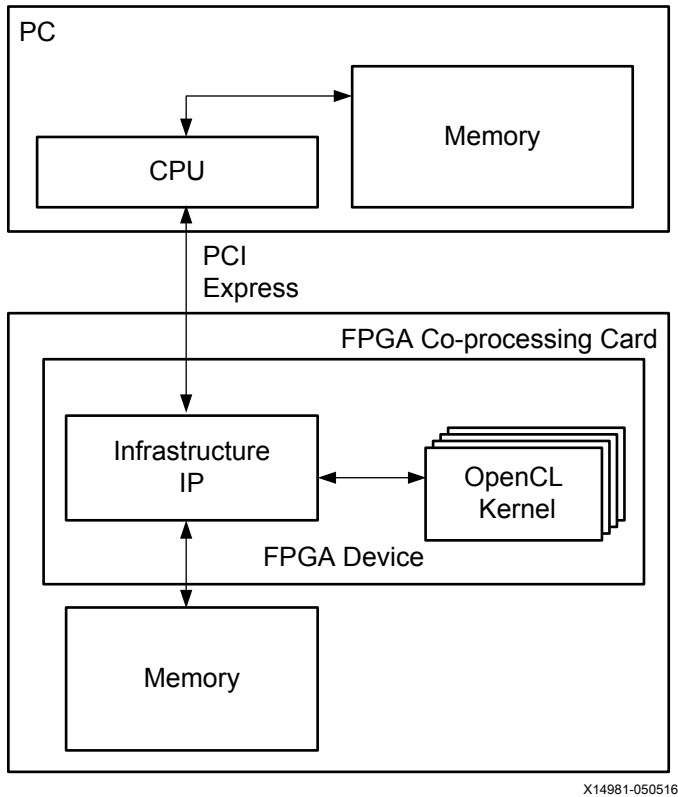 PC
Memory
CPU
PCI
Express
FPGA Co-processing Card
Infrastructure
IP
OpenCL
Kernel
FPGA Device
Memory
X14981-050516